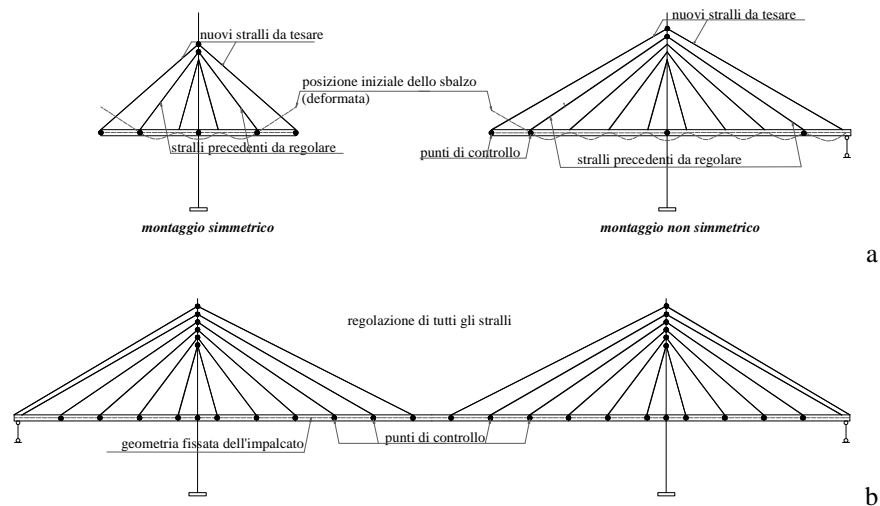 nuovi stralli da tesare
nuovi stralli da tesare
posizione iniziale dello sbalzo
(deformata)
stralli precedenti da regolare
punti di controllo
stralli precedenti da regolare
montaggio simmetrico
montaggio non simmetrico
a
regolazione di tutti gli stralli
geometria fissata dell'impalcato
punti di controllo
b